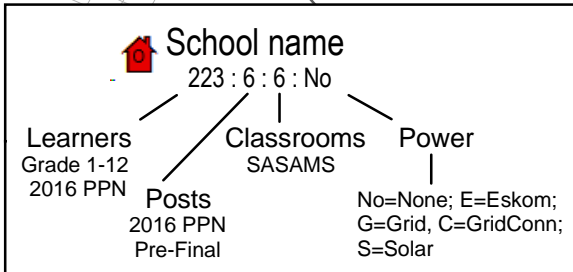 O
School name
223 : 6 : 6 : No
Learners
Grade 1-12
2016 PPN
Posts
2016 PPN
Pre-Final
Classrooms
SASAMS
Power
No=None; E=Eskom;
G=Grid, C=GridConn;
S=Solar